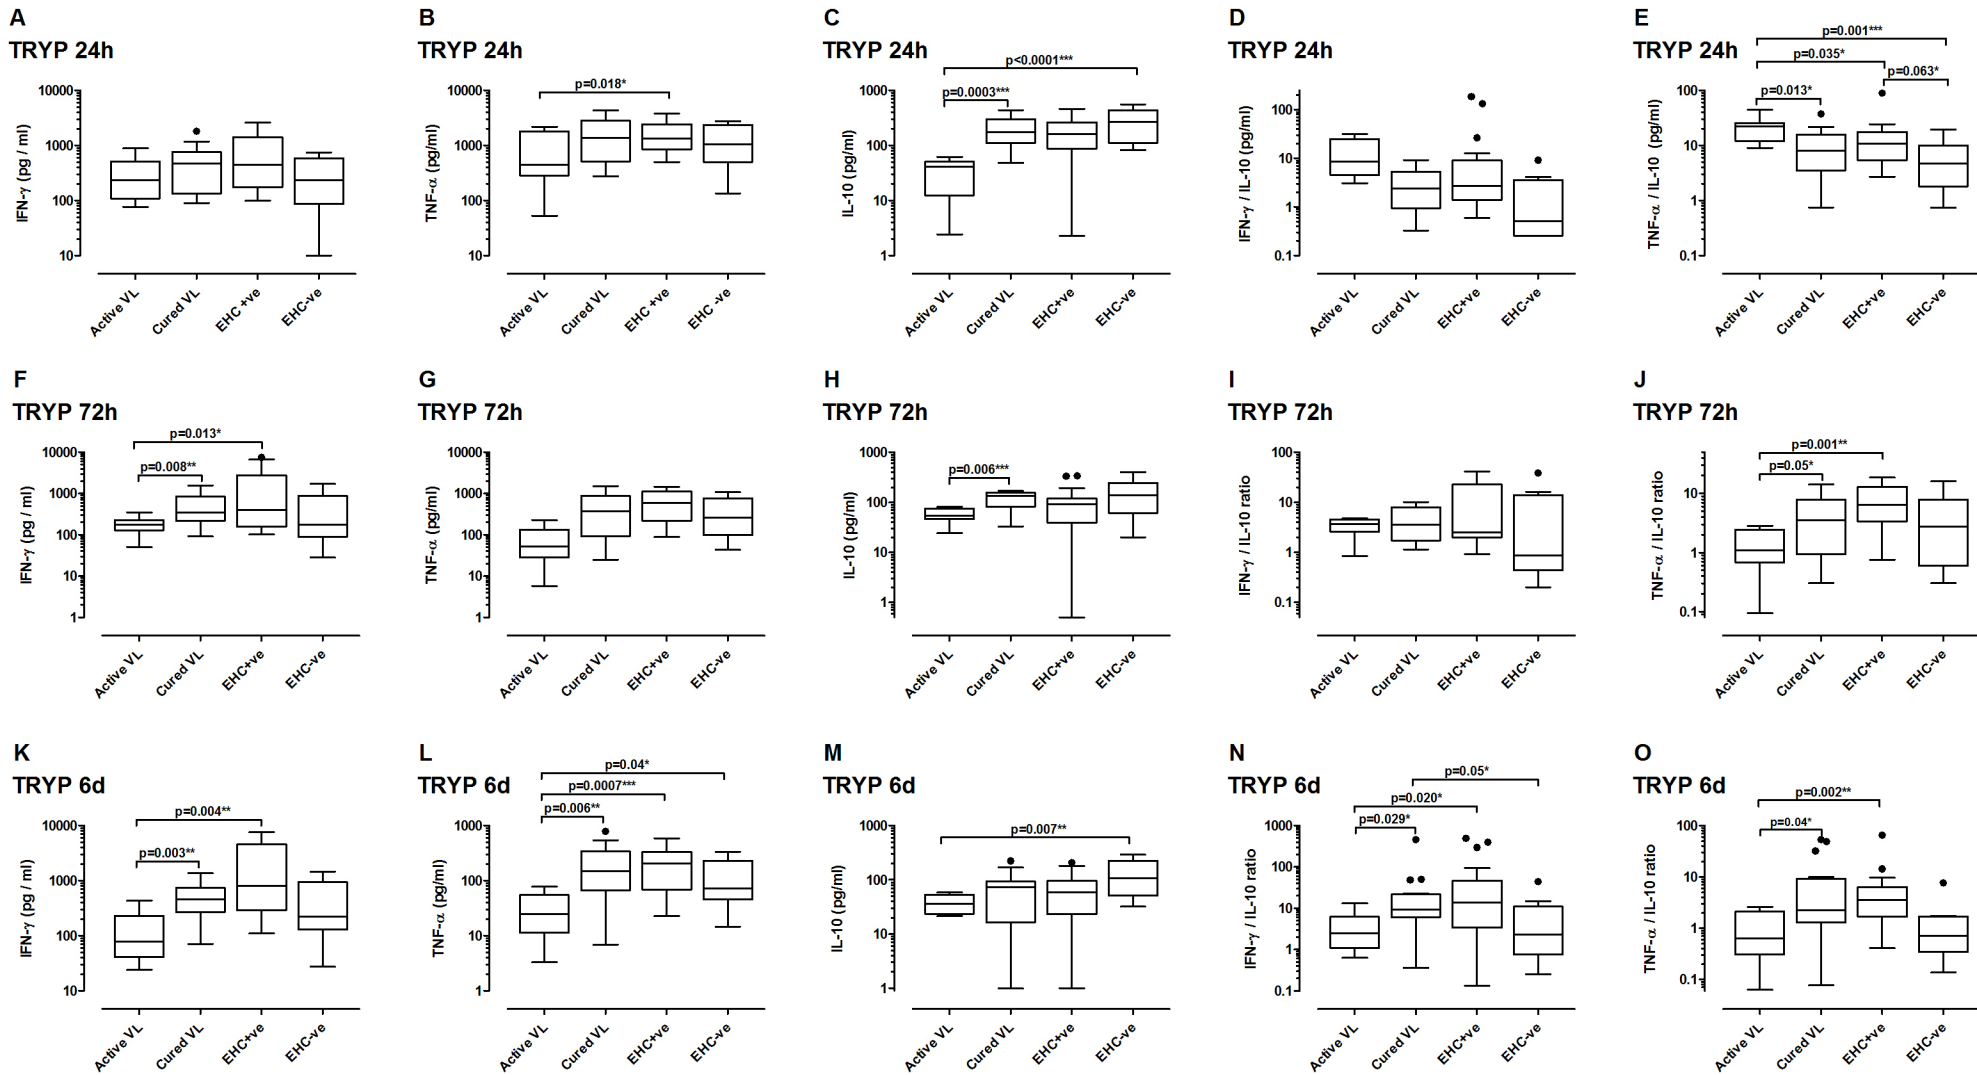 A
TRYP 24h
IFN-γ (pg / ml)
10000
1000
100
10
Active VL
Cured VL
EHC +ve
EHC-ve
B
TRYP 24h
p=0.018*
TNF-α (pg/ml)
10000
1000
100
10
Active VL
Cured VL
EHC +ve
EHC -ve
C
TRYP 24h
p<0.0001***
p=0.0003***
IL-10 (pg/ml)
1000
100
10
1
Active VL
Cured VL
EHC+ve
EHC-ve
D
TRYP 24h
IFN-γ / IL-10 (pg/ml)
100
10
1
0.1
Active VL
Cured VL
EHC+ve
EHC-ve
E
TRYP 24h
p=0.001***
p=0.035*
p=0.063*
p=0.013*
TNF-α / IL-10 (pg/ml)
100
10
1
0.1
Active VL
Cured VL
EHC+ve
EHC-ve
F
TRYP 72h
p=0.013*
p=0.008**
IFN-γ (pg / ml)
10000
1000
100
10
1
Active VL
Cured VL
EHC+ve
EHC-ve
G
TRYP 72h
TNF-α (pg/ml)
10000
1000
100
10
1
Active VL
Cured VL
EHC+ve
EHC-ve
H
TRYP 72h
p=0.006***
IL-10 (pg/ml)
1000
100
10
1
Active VL
Cured VL
EHC+ve
EHC-ve
I
TRYP 72h
IFN-γ / IL-10 ratio
100
10
1
0.1
Active VL
Cured VL
EHC+ve
EHC-ve
J
TRYP 72h
p=0.001**
p=0.05*
TNF-α / IL-10 ratio
10
1
0.1
Active VL
Cured VL
EHC+ve
EHC-ve
K
TRYP 6d
p=0.004**
p=0.003**
IFN-γ (pg / ml)
10000
1000
100
10
Active VL
Cured VL
EHC+ve
EHC-ve
L
TRYP 6d
p=0.04*
p=0.0007***
p=0.006**
TNF-α (pg/ml)
1000
100
10
1
Active VL
Cured VL
EHC+ve
EHC-ve
M
TRYP 6d
p=0.007**
IL-10 (pg/ml)
1000
100
10
1
Active VL
Cured VL
EHC+ve
EHC-ve
N
TRYP 6d
p=0.05*
p=0.020*
p=0.029*
IFN-γ / IL-10 ratio
1000
100
10
1
0.1
Active VL
Cured VL
EHC+ve
EHC-ve
O
TRYP 6d
p=0.002**
p=0.04*
TNF-α / IL-10 ratio
100
10
1
0.1
Active VL
Cured VL
EHC+ve
EHC-ve